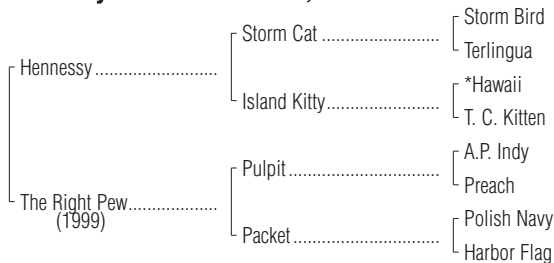 Storm Bird
Storm Cat ........................
Terlingua
Hennessy .........................
*Hawaii
Island Kitty .......................
T. C. Kitten
A.P. Indy
Pulpit ...............................
Preach
The Right Pew ..................
(1999)
Polish Navy
Packet ..............................
Harbor Flag